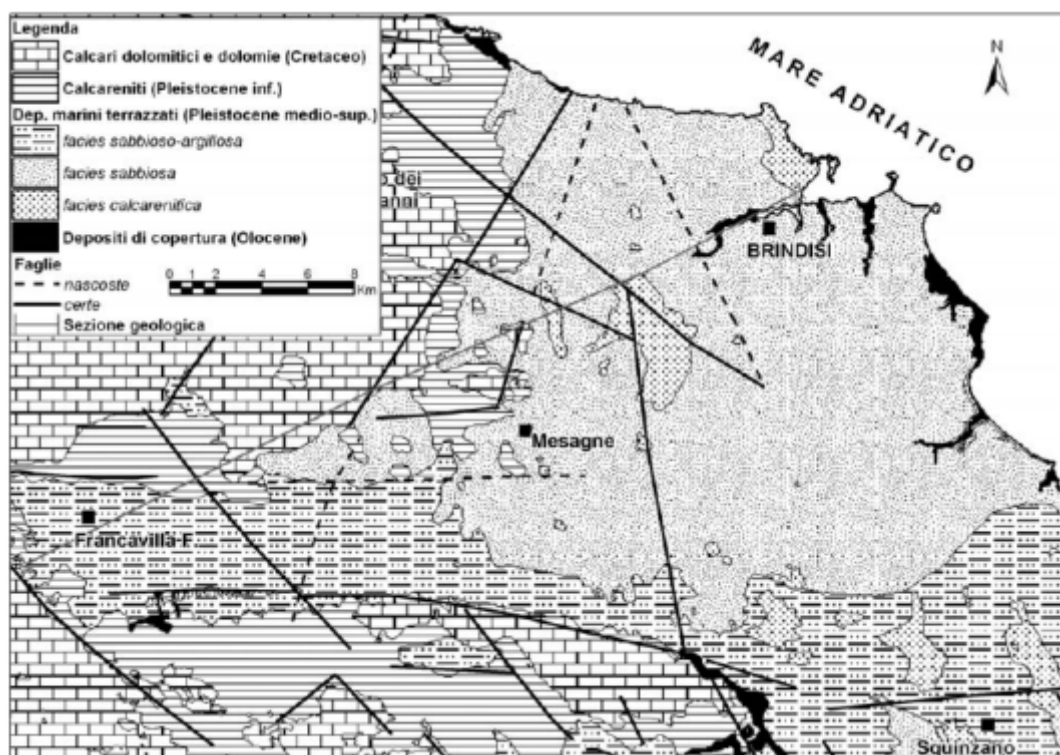 Legenda
Calcari dolomitici e dolomie (Cretaceo)
Calcareniti (Pleistocene inf.)
Dep. marini terrazzati (Pleistocene medio-sup.)
facies sabbioso-argillosa
facies sabbiosa
facies calcarenitica
Depositi di copertura (Olocene)
Faglie
nascoste
certe
Sezione geologica
0 2 4 6 8
Km
MARE ADRIATICO
N
dei
anni
BRINDISI
Mesagne
Francavilla F.
Squinzano